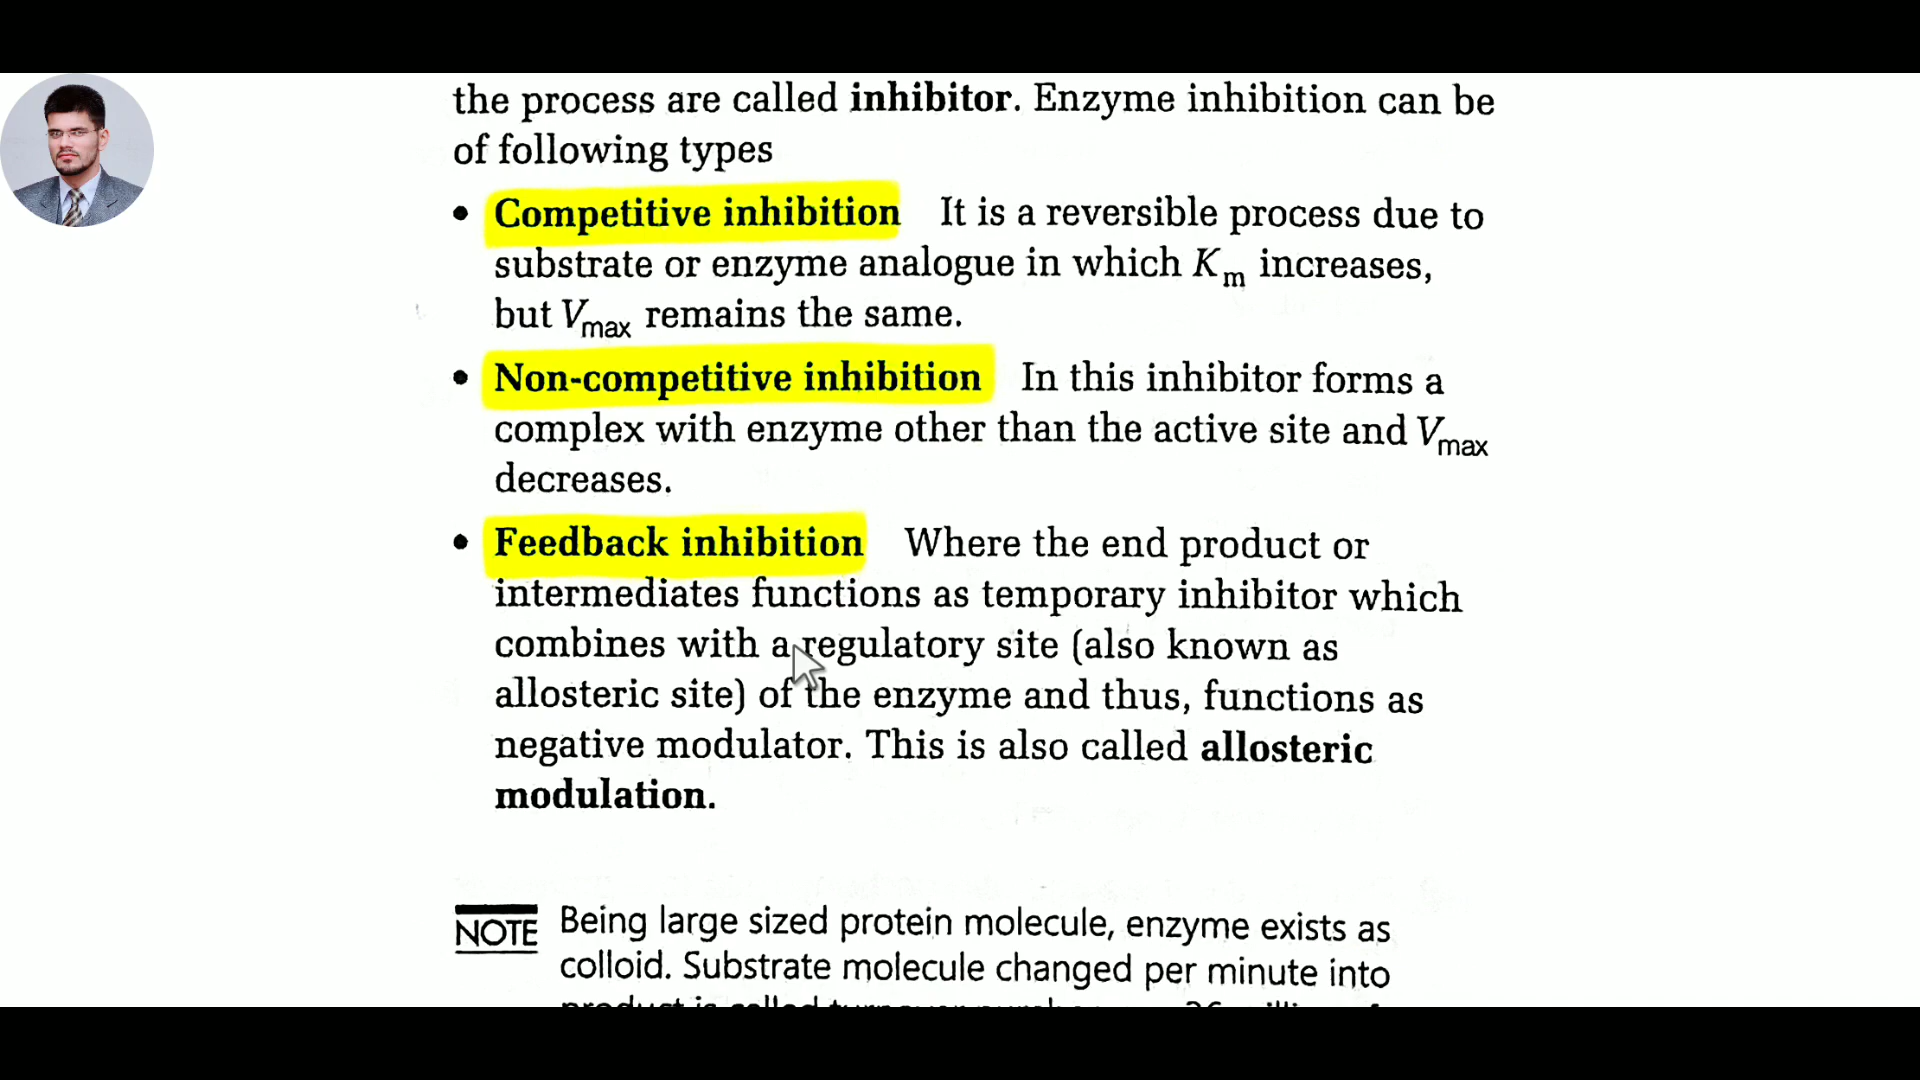 the process are called inhibitor. Enzyme inhibition can be
of following types
• Competitive inhibition It is a reversible process due to
substrate or enzyme analogue in which Km increases,
but Vmax remains the same.
• Non-competitive inhibition In this inhibitor forms a
complex with enzyme other than the active site and Vmax
decreases.
• Feedback inhibition Where the end product or
intermediates functions as temporary inhibitor which
combines with a regulatory site (also known as
allosteric site) of the enzyme and thus, functions as
negative modulator. This is also called allosteric
modulation.
NOTE Being large sized protein molecule, enzyme exists as
colloid. Substrate molecule changed per minute into
product is called turnover